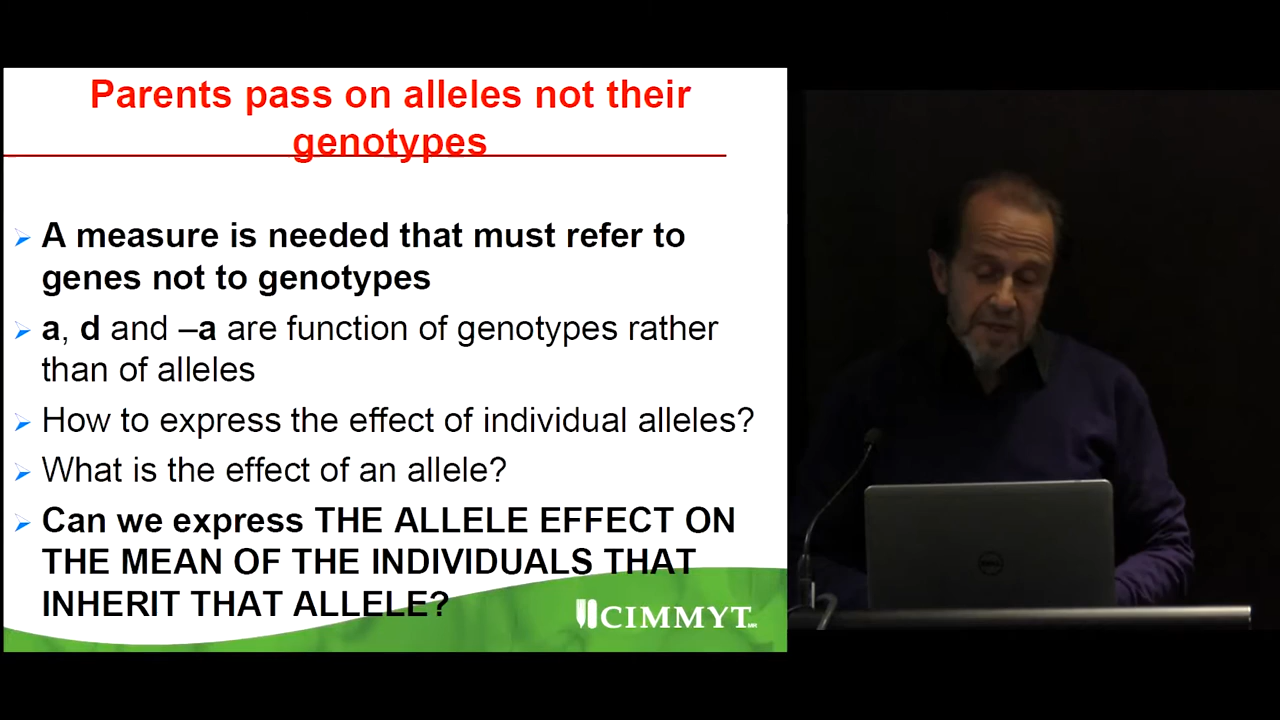 Parents pass on alleles not their
genotypes
➢ A measure is needed that must refer to
genes not to genotypes
➢ a, d and –a are function of genotypes rather
than of alleles
➢ How to express the effect of individual alleles?
➢ What is the effect of an allele?
➢ Can we express THE ALLELE EFFECT ON
THE MEAN OF THE INDIVIDUALS THAT
INHERIT THAT ALLELE?
CIMMYT MR
DELL